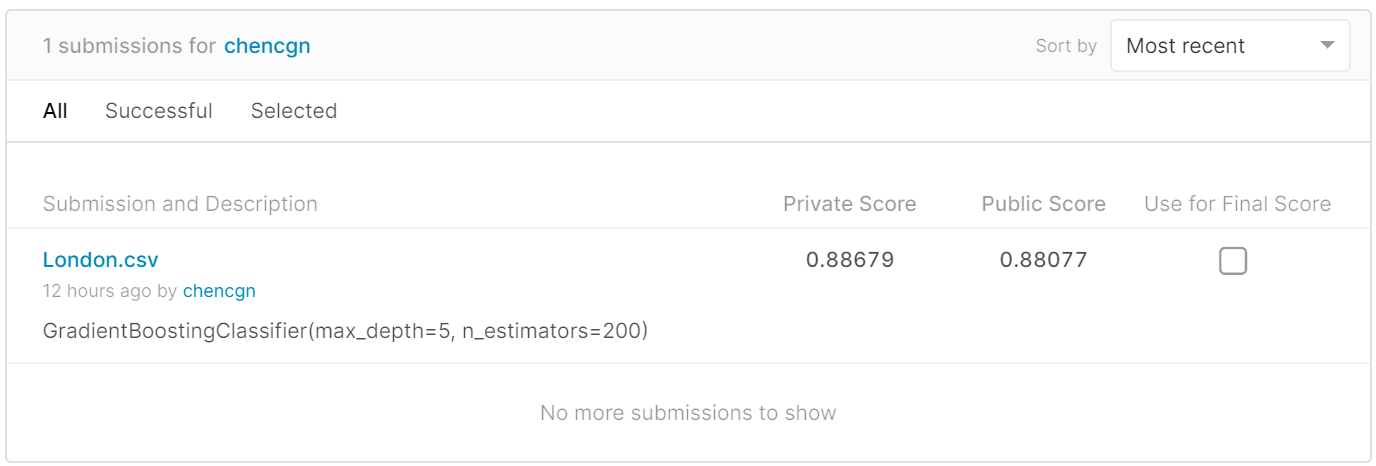 1 submissions for chencgn
Sort by Most recent
All Successful Selected
Submission and Description Private Score Public Score Use for Final Score
London.csv 0.88679 0.88077
12 hours ago by chencgn
GradientBoostingClassifier(max_depth=5, n_estimators=200)
No more submissions to show